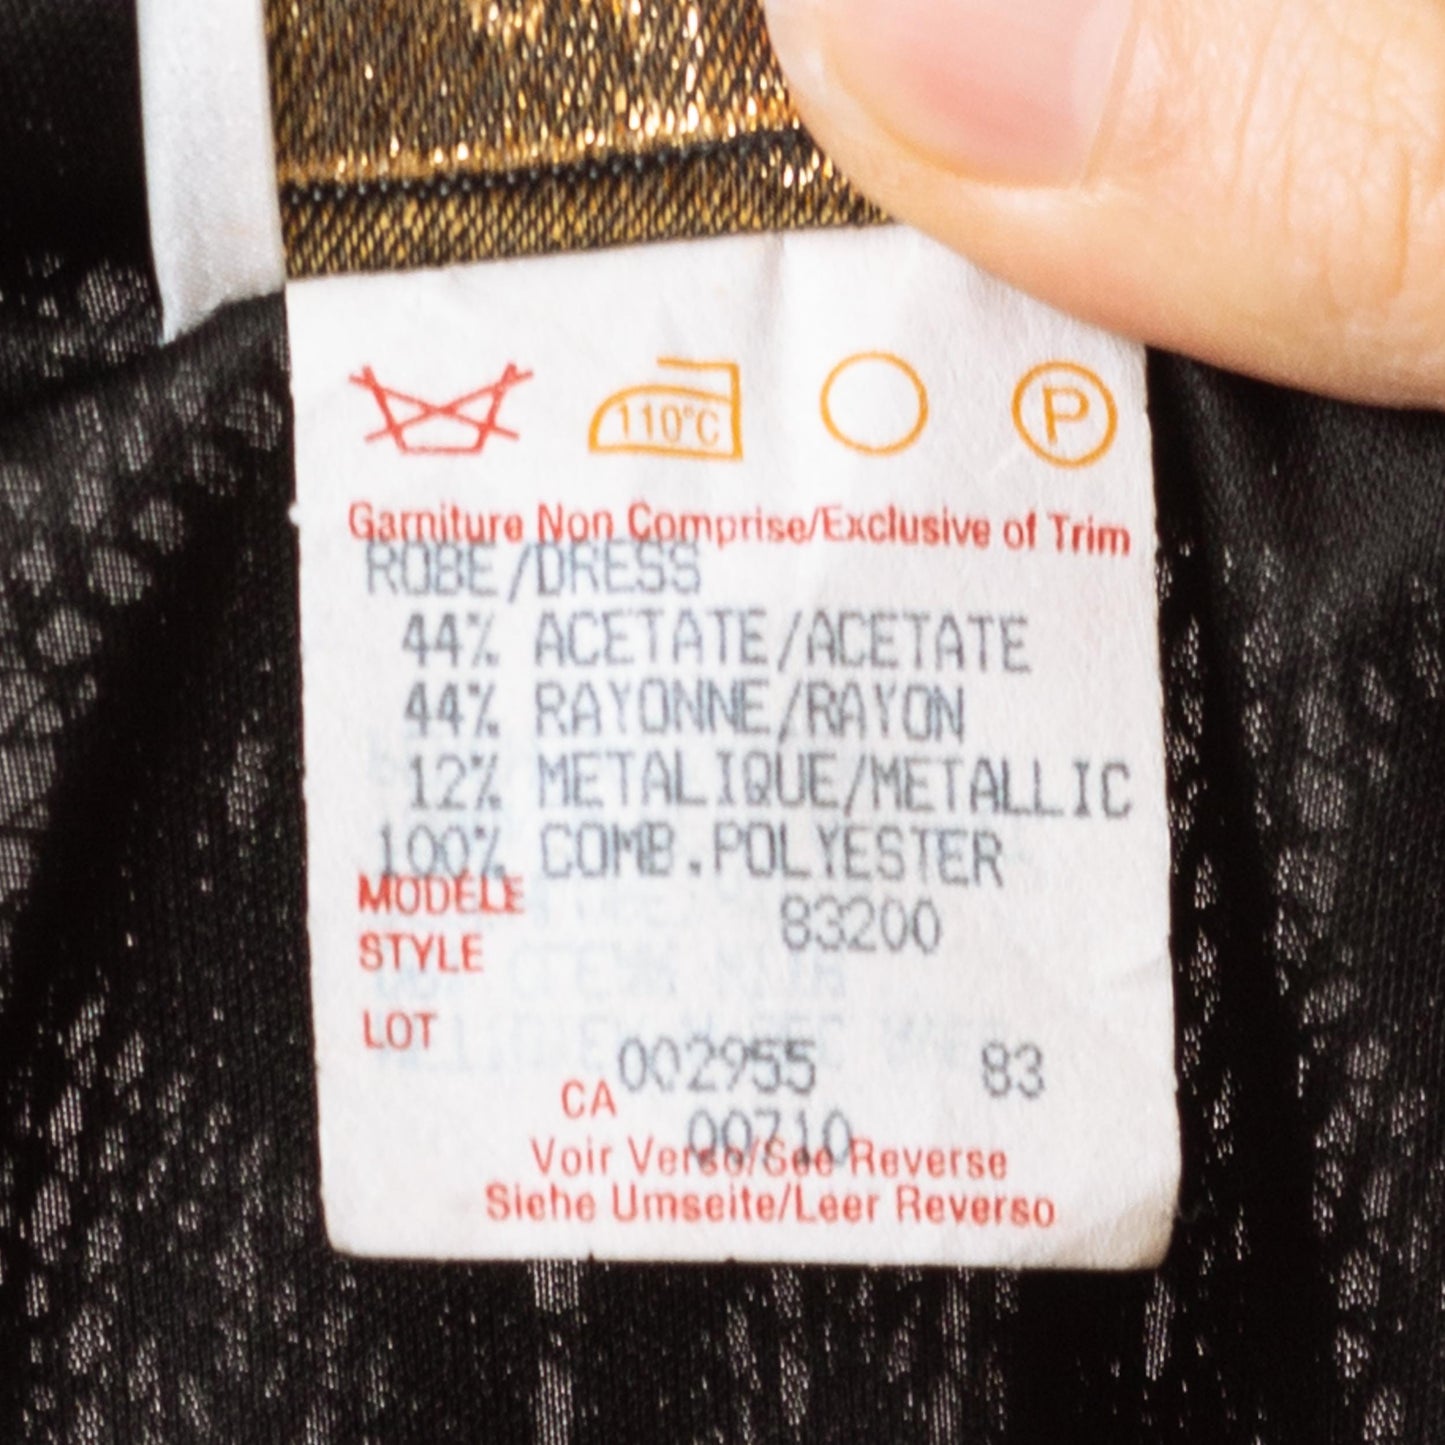 110°C P
Garniture Non Comprise/Exclusive of Trim
ROBE/DRESS
44% ACETATE/ACETATE
44% RAYONNE/RAYON
12% METALIQUE/METALLIC
100% COMB.POLYESTER
MODÈLE
83200
STYLE
LOT
002955 83
CA
00710
Voir Verso/See Reverse
Siehe Umseite/Leer Reverso